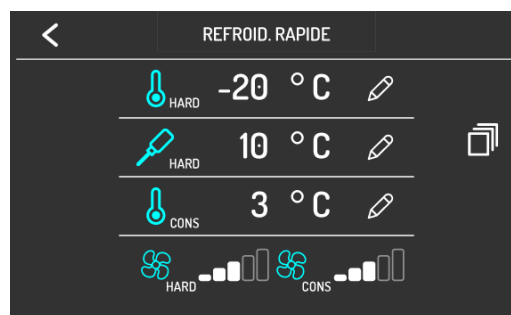 REFROID. RAPIDE
HARD -20 °C
HARD 10 °C
CONS 3 °C
HARD CONS